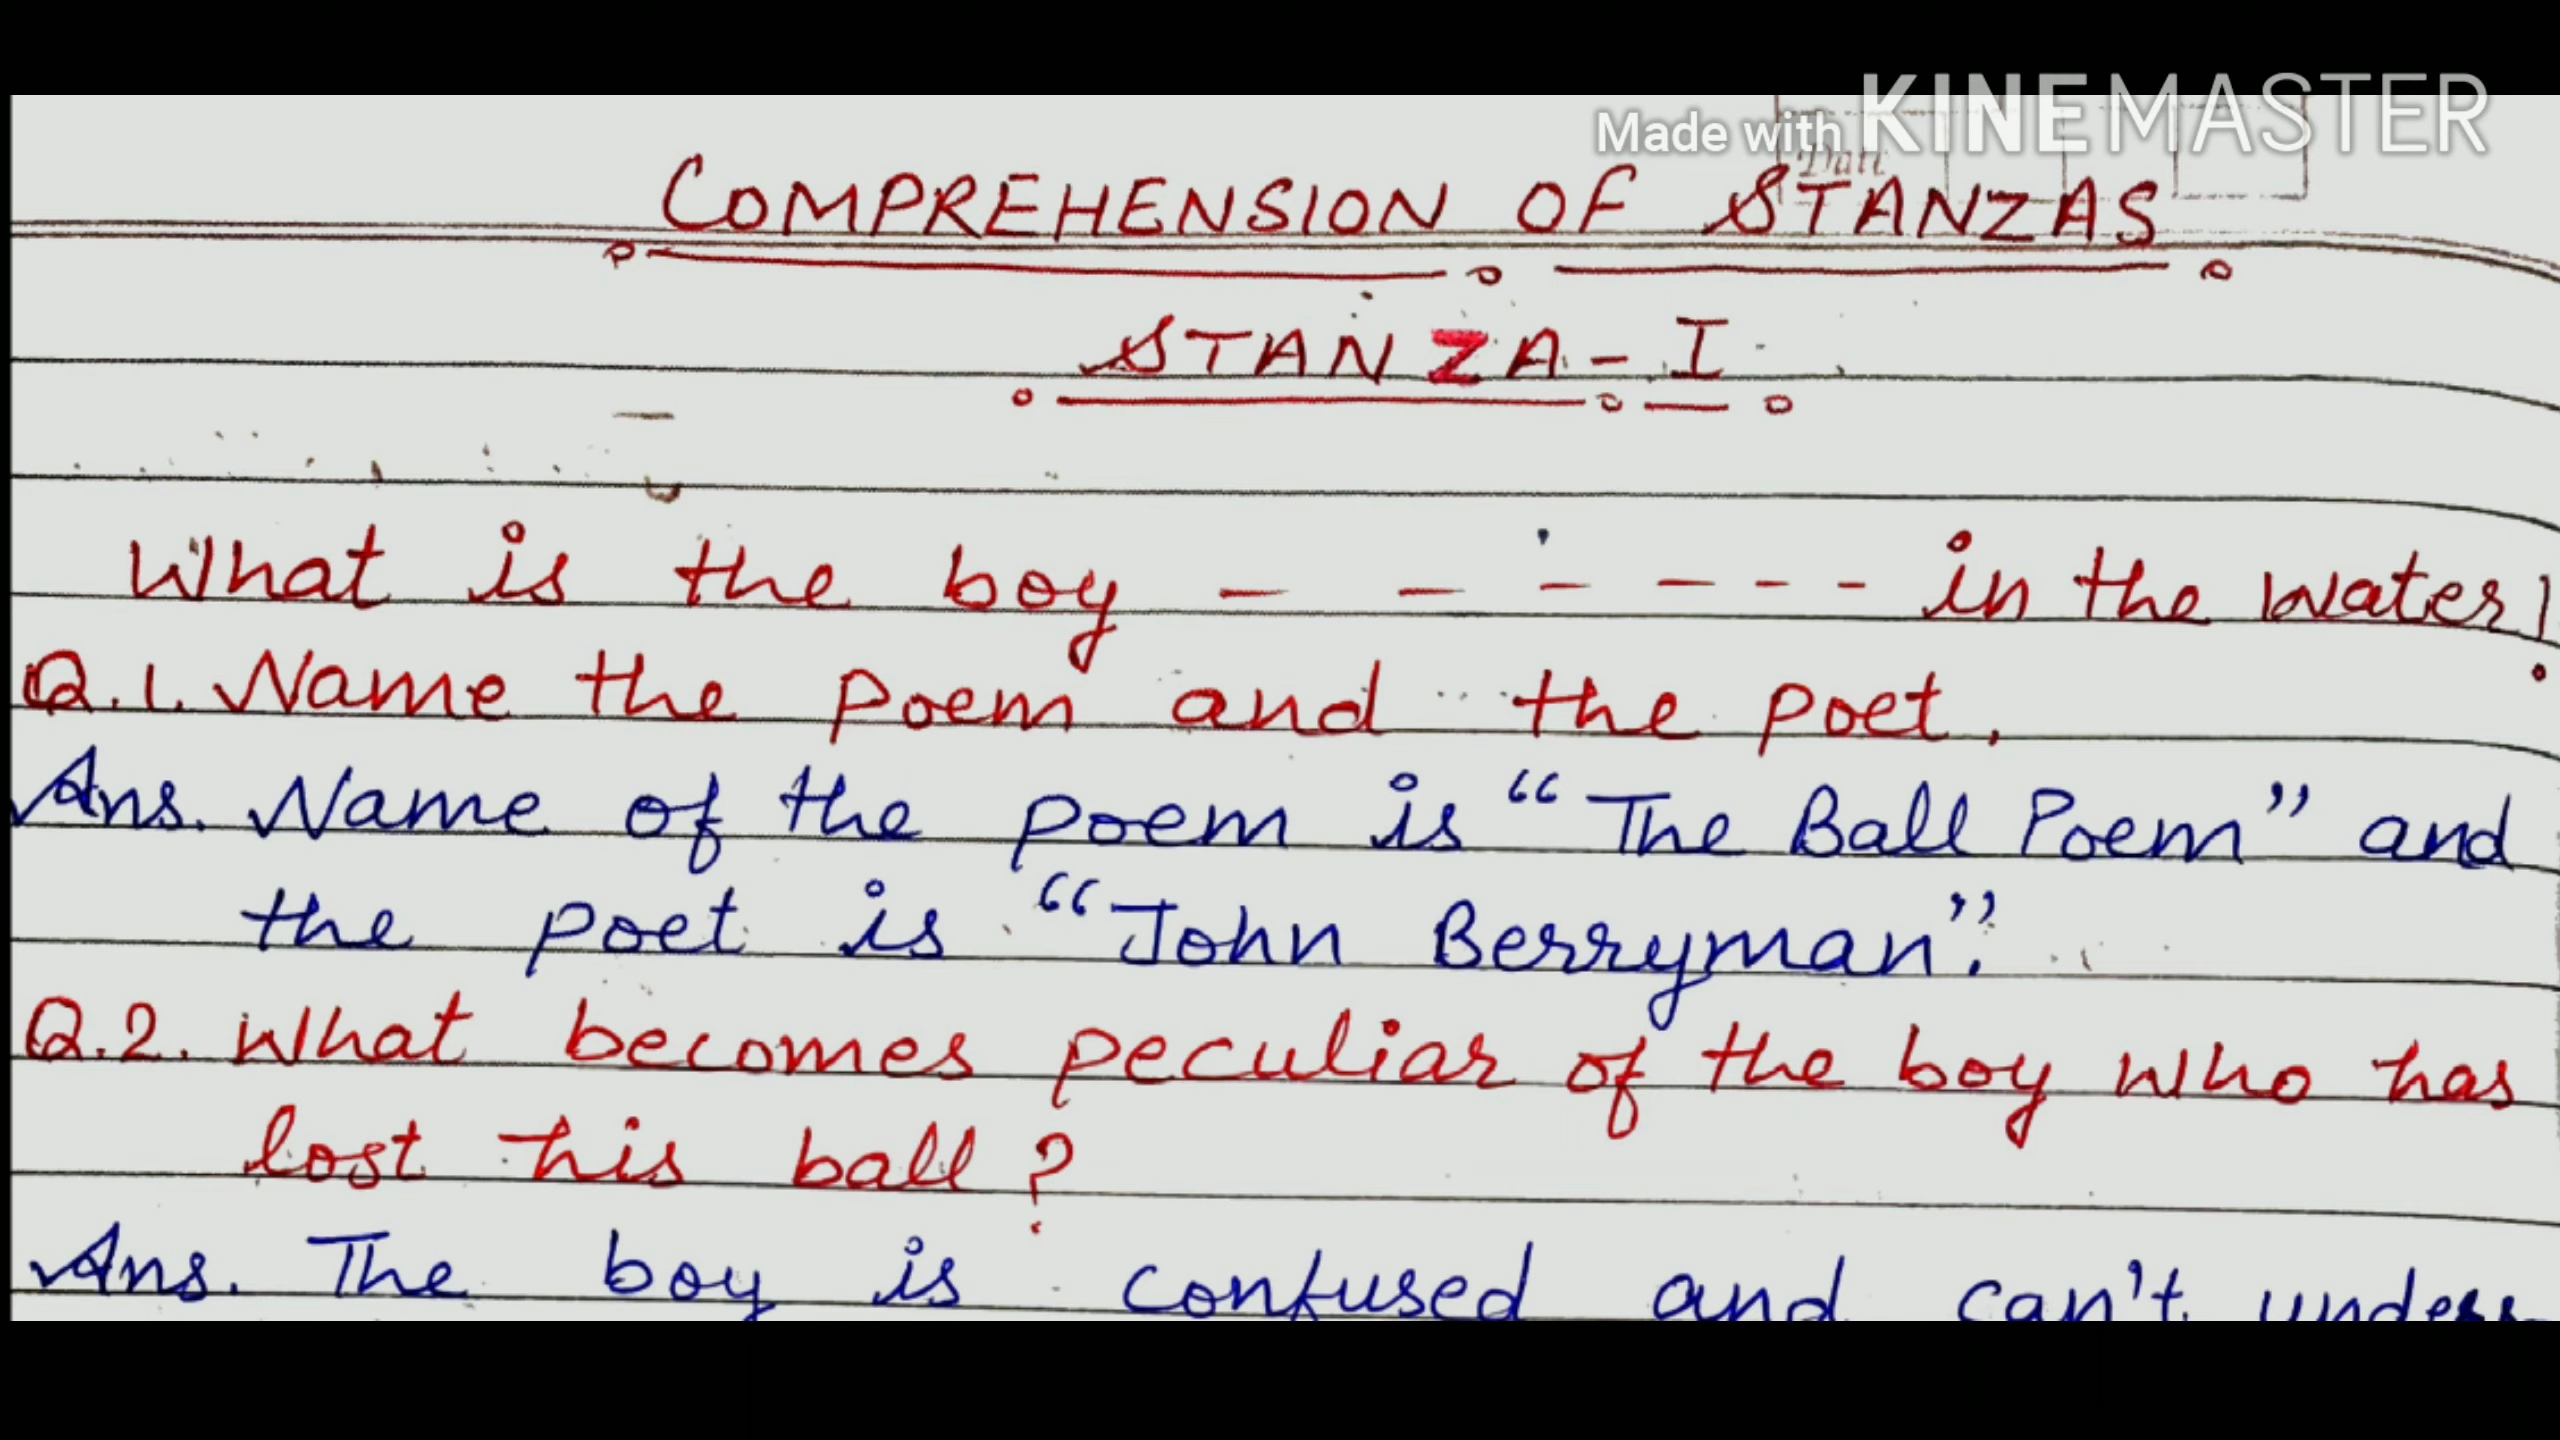 Made with KINEMASTER
Date
COMPREHENSION OF STANZAS
STANZA - I
What is the boy - - - - - - in the water!
Q.1. Name the poem and the poet.
Ans. Name of the poem is "The Ball Poem" and
the poet is "John Berryman".
Q.2. What becomes peculiar of the boy who has
lost his ball?
Ans. The boy is confused and can't